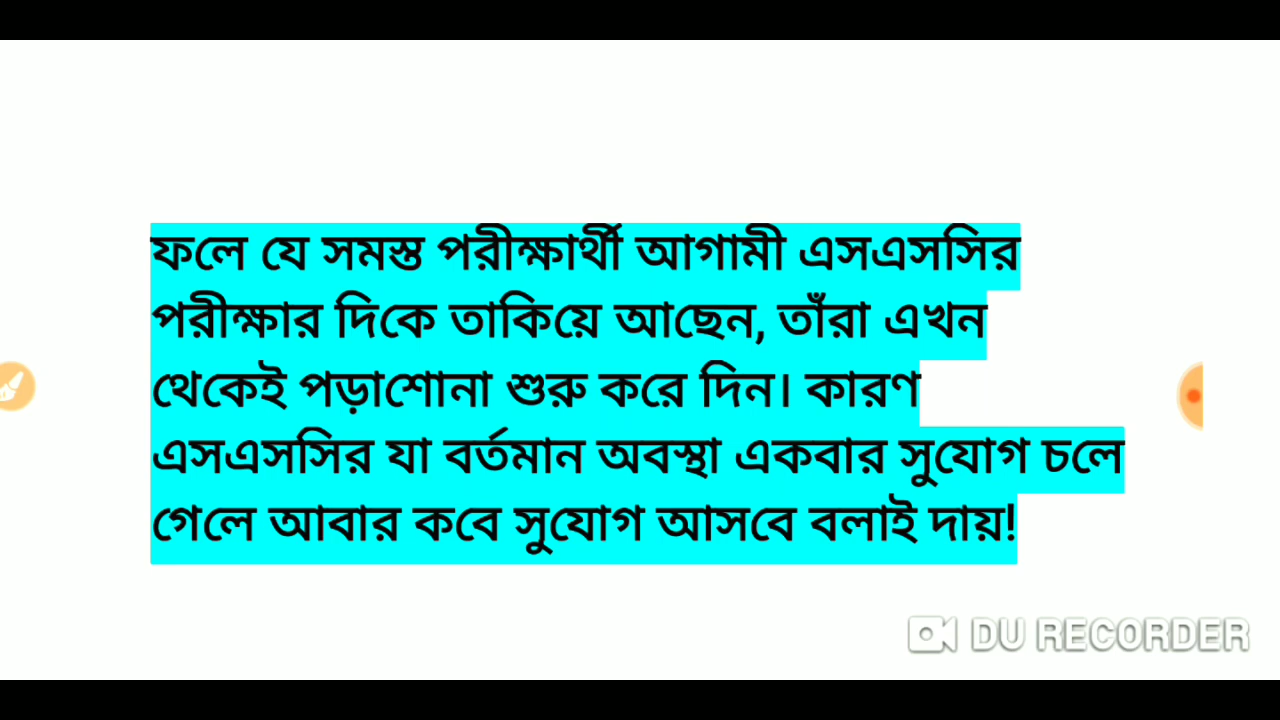 ফলে যে সমস্ত পরীক্ষার্থী আগামী এসএসসির
পরীক্ষার দিকে তাকিয়ে আছেন, তাঁরা এখন
থেকেই পড়াশোনা শুরু করে দিন। কারণ
এসএসসির যা বর্তমান অবস্থা একবার সুযোগ চলে
গেলে আবার কবে সুযোগ আসবে বলাই দায়!
DU RECORDER